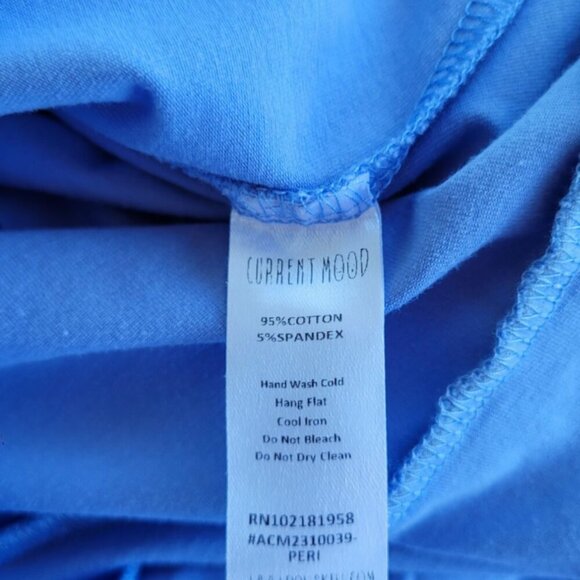 CURRENT MOOD
95%COTTON
5%SPANDEX
Hand Wash Cold
Hang Flat
Cool Iron
Do Not Bleach
Do Not Dry Clean
RN102181958
#ACM2310039-
PERI